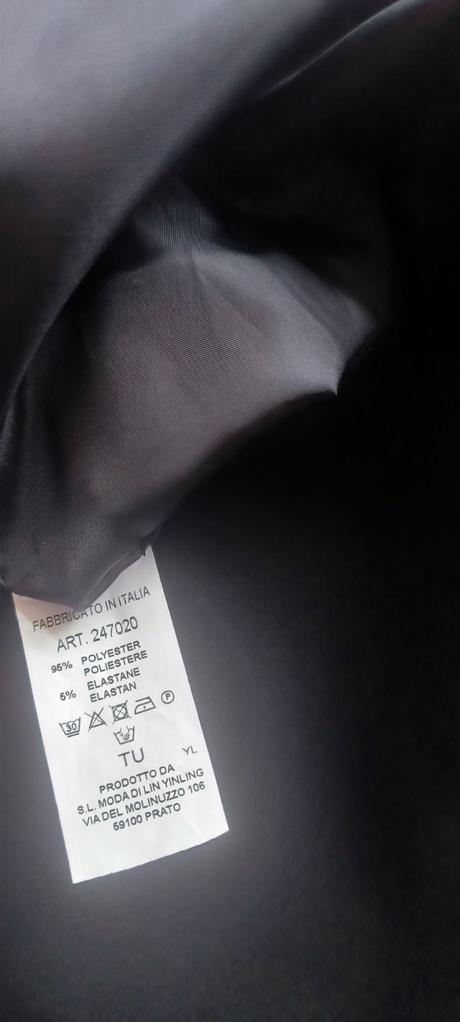 FABBRICATO IN ITALIA
ART. 247020
95% POLYESTER
POLIESTERE
5% ELASTANE
ELASTAN
30 P
TU YL
PRODOTTO DA
S.L. MODA DI LIN YINLING
VIA DEL MOLINUZZO 106
59100 PRATO